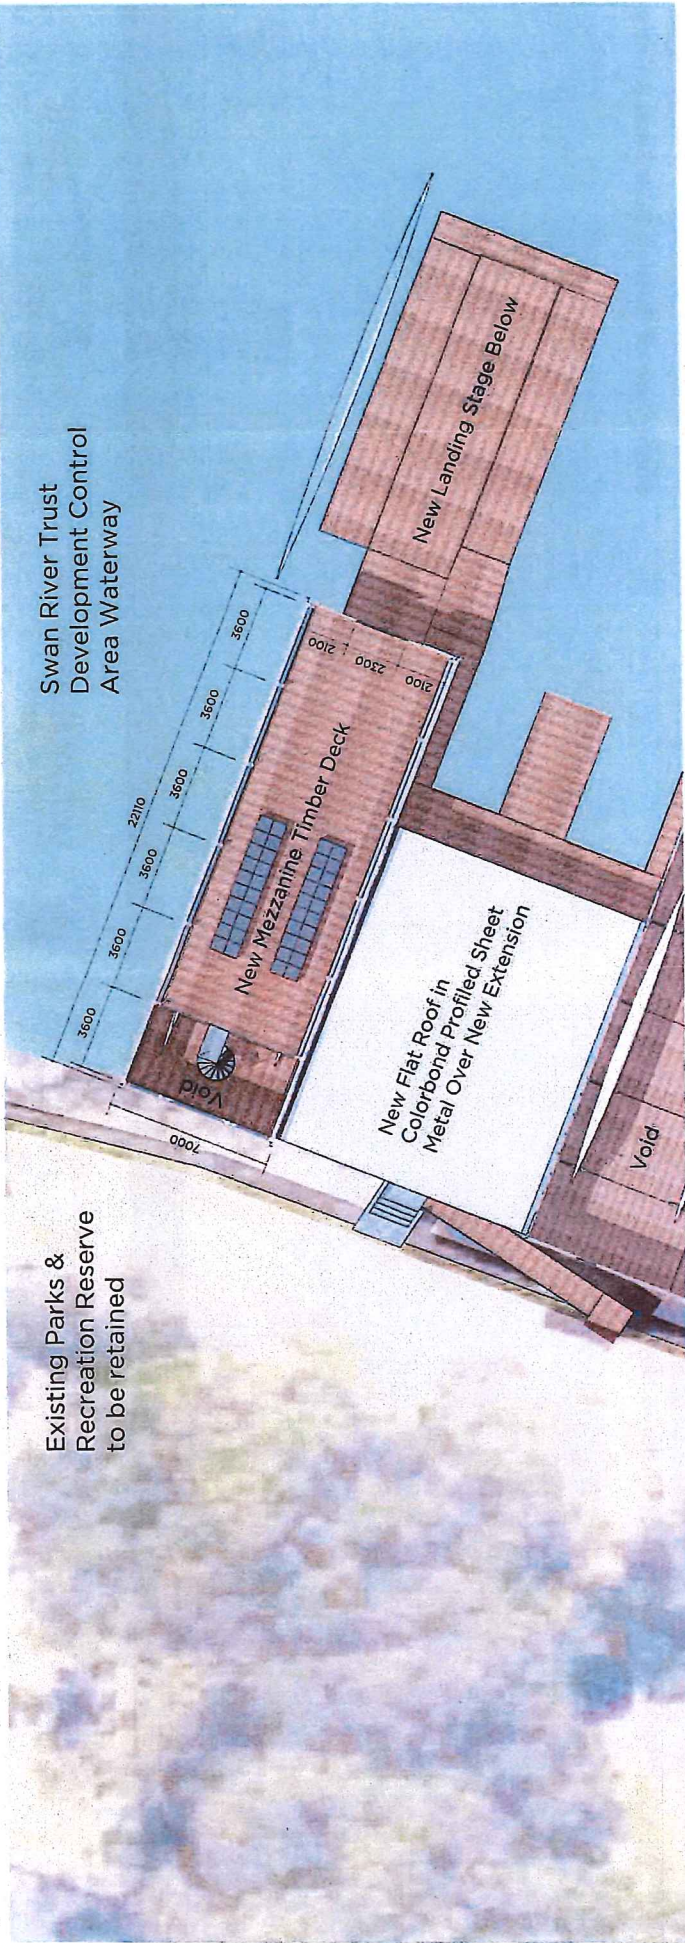 Swan River Trust
Development Control
Area Waterway
Existing Parks &
Recreation Reserve
to be retained
22110
3600
3600
3600
3600
3600
3600
2100
2300
2100
7000
Void
New Mezzanine Timber Deck
New Landing Stage Below
New Flat Roof in
Colorbond Profiled Sheet
Metal Over New Extension
Void